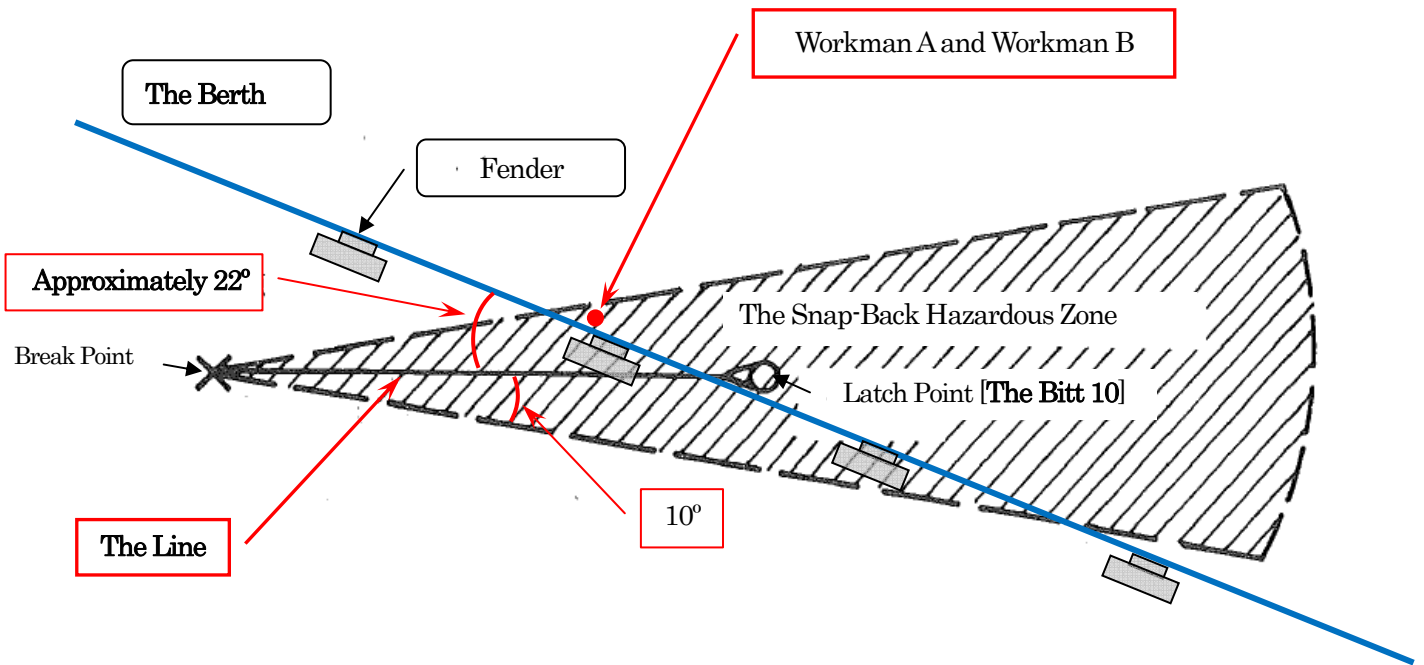 Workman A and Workman B
The Berth
Fender
Approximately 22º
The Snap-Back Hazardous Zone
Break Point
Latch Point [The Bitt 10]
10º
The Line